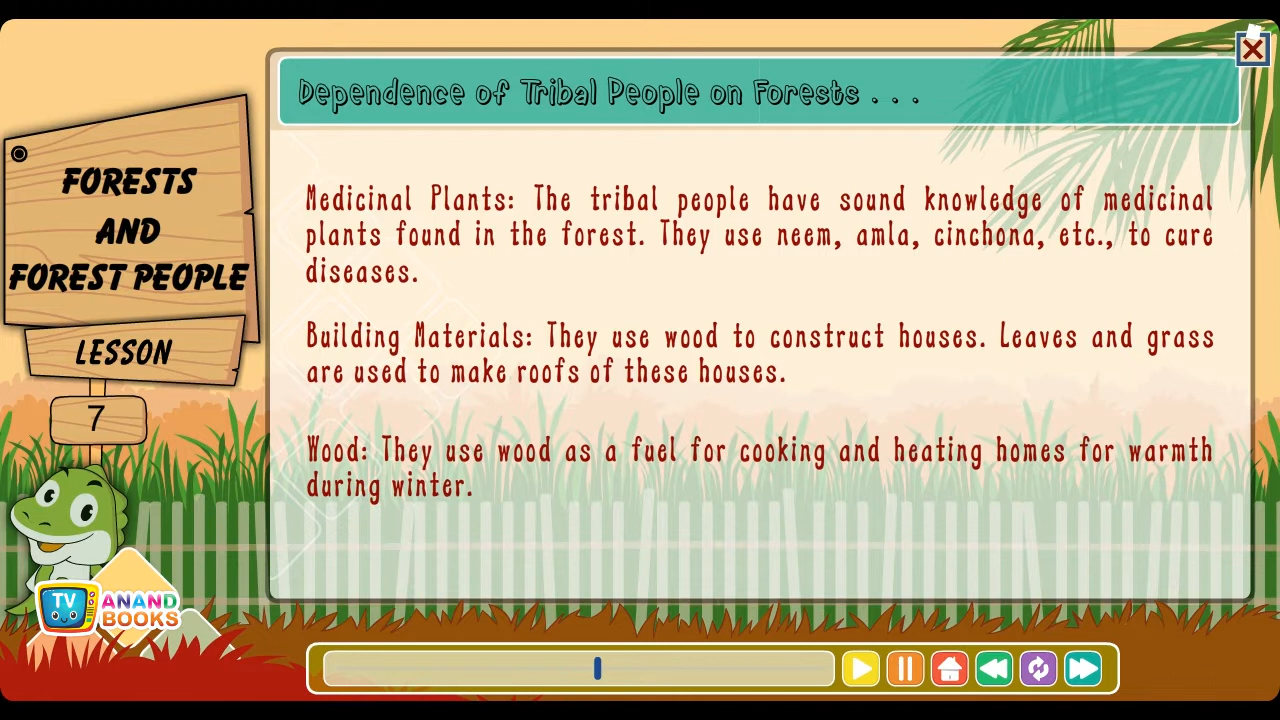 Dependence of Tribal People on Forests . . .
FORESTS
AND
FOREST PEOPLE
LESSON
7
Medicinal Plants: The tribal people have sound knowledge of medicinal
plants found in the forest. They use neem, amla, cinchona, etc., to cure
diseases.
Building Materials: They use wood to construct houses. Leaves and grass
are used to make roofs of these houses.
Wood: They use wood as a fuel for cooking and heating homes for warmth
during winter.
TV
ANAND
BOOKS